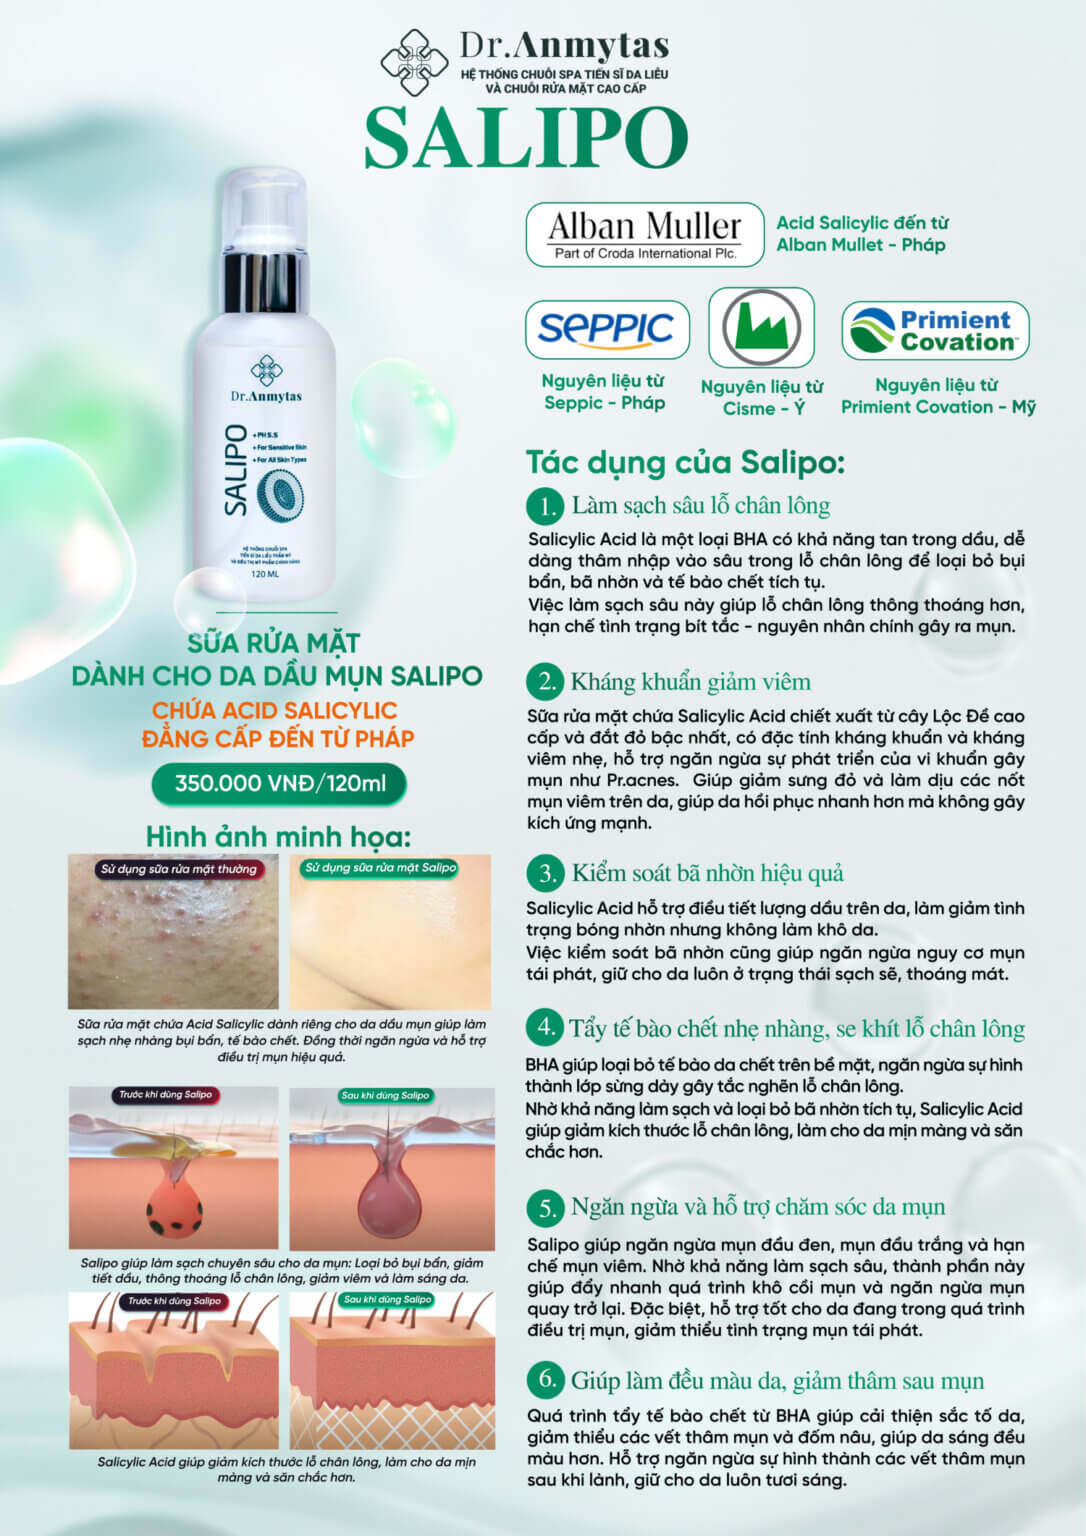 Dr.Anmytas
HỆ THỐNG CHUỖI SPA TIẾN SĨ DA LIỄU
VÀ CHUỖI RỬA MẶT CAO CẤP
SALIPO
Dr.Anmytas
SALIPO
+ PH 5.5
+ For Sensitive Skin
+ For All Skin Types
HỆ THỐNG CHUỖI SPA
TIẾN SĨ DA LIỄU THẨM MỸ
VÀ SIÊU THỊ MỸ PHẨM CHÍNH HÃNG
120 ML
SỮA RỬA MẶT
DÀNH CHO DA DẦU MỤN SALIPO
CHỨA ACID SALICYLIC
ĐẲNG CẤP ĐẾN TỪ PHÁP
350.000 VNĐ/120ml
Hình ảnh minh họa:
Sử dụng sữa rửa mặt thường
Sử dụng sữa rửa mặt Salipo
Sữa rửa mặt chứa Acid Salicylic dành riêng cho da dầu mụn giúp làm
sạch nhẹ nhàng bụi bẩn, tế bào chết. Đồng thời ngăn ngừa và hỗ trợ
điều trị mụn hiệu quả.
Trước khi dùng Salipo
Sau khi dùng Salipo
Salipo giúp làm sạch chuyên sâu cho da mụn: Loại bỏ bụi bẩn, giảm
tiết dầu, thông thoáng lỗ chân lông, giảm viêm và làm sáng da.
Trước khi dùng Salipo
Sau khi dùng Salipo
Salicylic Acid giúp giảm kích thước lỗ chân lông, làm cho da mịn
màng và săn chắc hơn.
Alban Muller
Part of Croda International Plc.
Acid Salicylic đến từ
Alban Mullet - Pháp
SEPPIC
Primient
Covation™
Nguyên liệu từ
Seppic - Pháp
Nguyên liệu từ
Cisme - Ý
Nguyên liệu từ
Primient Covation - Mỹ
Tác dụng của Salipo:
1. Làm sạch sâu lỗ chân lông
Salicylic Acid là một loại BHA có khả năng tan trong dầu, dễ
dàng thâm nhập vào sâu trong lỗ chân lông để loại bỏ bụi
bẩn, bã nhờn và tế bào chết tích tụ.
Việc làm sạch sâu này giúp lỗ chân lông thông thoáng hơn,
hạn chế tình trạng bít tắc - nguyên nhân chính gây ra mụn.
2. Kháng khuẩn giảm viêm
Sữa rửa mặt chứa Salicylic Acid chiết xuất từ cây Lộc Đề cao
cấp và đắt đỏ bậc nhất, có đặc tính kháng khuẩn và kháng
viêm nhẹ, hỗ trợ ngăn ngừa sự phát triển của vi khuẩn gây
mụn như Pr.acnes. Giúp giảm sưng đỏ và làm dịu các nốt
mụn viêm trên da, giúp da hồi phục nhanh hơn mà không gây
kích ứng mạnh.
3. Kiểm soát bã nhờn hiệu quả
Salicylic Acid hỗ trợ điều tiết lượng dầu trên da, làm giảm tình
trạng bóng nhờn nhưng không làm khô da.
Việc kiểm soát bã nhờn cũng giúp ngăn ngừa nguy cơ mụn
tái phát, giữ cho da luôn ở trạng thái sạch sẽ, thoáng mát.
4. Tẩy tế bào chết nhẹ nhàng, se khít lỗ chân lông
BHA giúp loại bỏ tế bào da chết trên bề mặt, ngăn ngừa sự hình
thành lớp sừng dày gây tắc nghẽn lỗ chân lông.
Nhờ khả năng làm sạch và loại bỏ bã nhờn tích tụ, Salicylic Acid
giúp giảm kích thước lỗ chân lông, làm cho da mịn màng và săn
chắc hơn.
5. Ngăn ngừa và hỗ trợ chăm sóc da mụn
Salipo giúp ngăn ngừa mụn đầu đen, mụn đầu trắng và hạn
chế mụn viêm. Nhờ khả năng làm sạch sâu, thành phần này
giúp đẩy nhanh quá trình khô cồi mụn và ngăn ngừa mụn
quay trở lại. Đặc biệt, hỗ trợ tốt cho da đang trong quá trình
điều trị mụn, giảm thiểu tình trạng mụn tái phát.
6. Giúp làm đều màu da, giảm thâm sau mụn
Quá trình tẩy tế bào chết từ BHA giúp cải thiện sắc tố da,
giảm thiểu các vết thâm mụn và đốm nâu, giúp da sáng đều
màu hơn. Hỗ trợ ngăn ngừa sự hình thành các vết thâm mụn
sau khi lành, giữ cho da luôn tươi sáng.